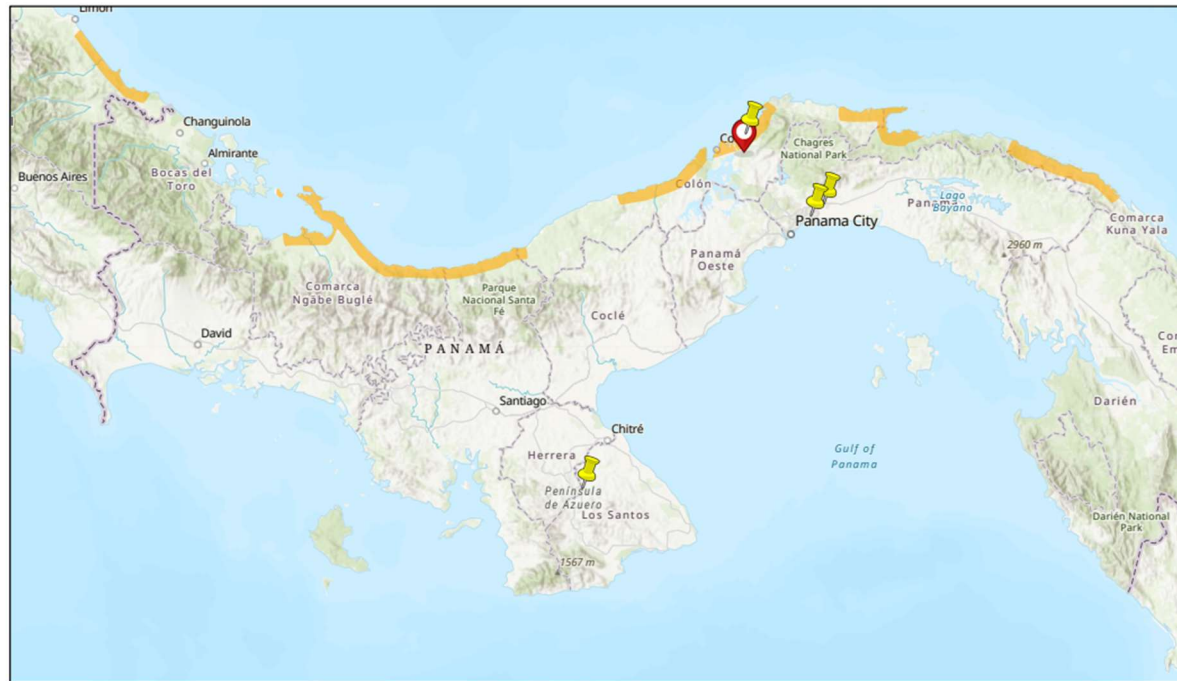 Limón
Changuinola
Almirante
Bocas del
Toro
Buenos Aires
Comarca
Ngäbe Buglé
David
PANAMÁ
Parque
Nacional Santa
Fé
Coclé
Santiago
Chitré
Herrera
Península
de Azuero
Los Santos
1567 m
Colón
Chagres
National Park
Panama City
Panamá
Oeste
Panamá
Lago
Bayano
2960 m
Comarca
Kuna Yala
Darién
Gulf of
Panama
Darién National
Park